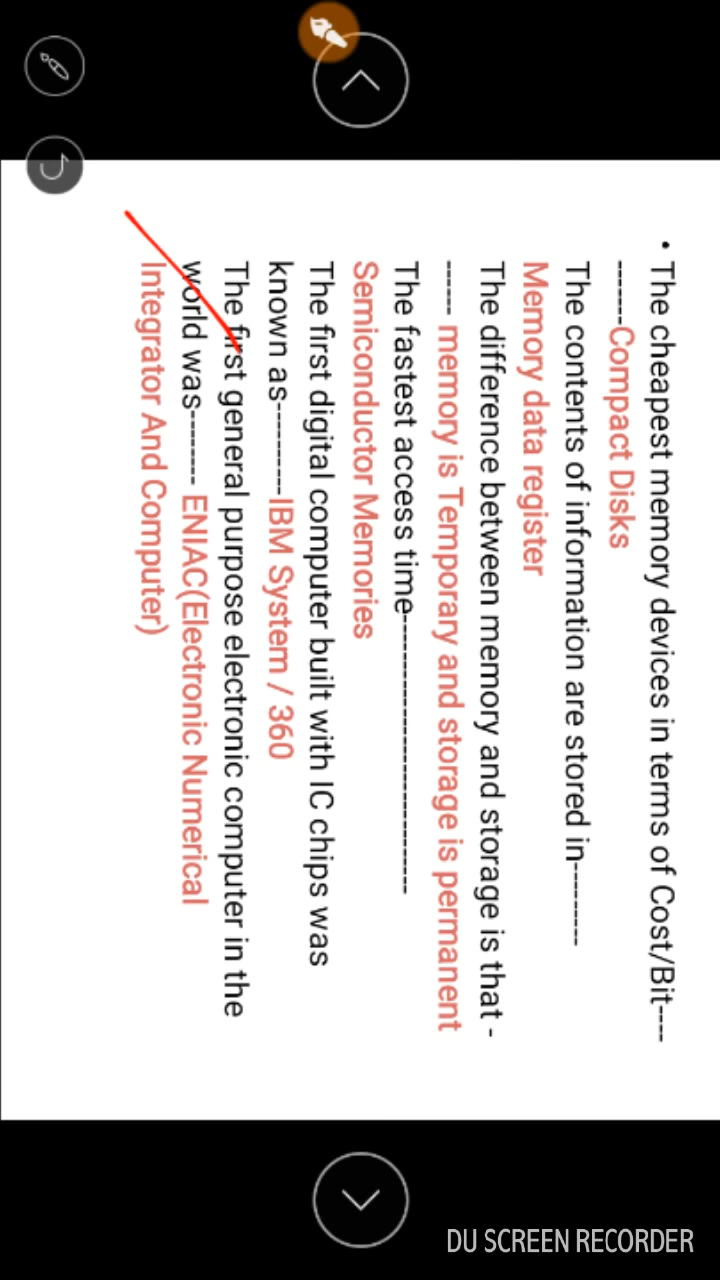 • The cheapest memory devices in terms of Cost/Bit----
-------Compact Disks
The contents of information are stored in---------
Memory data register
The difference between memory and storage is that -
------ memory is Temporary and storage is permanent
The fastest access time-----------------------------
Semiconductor Memories
The first digital computer built with IC chips was
known as----------IBM System / 360
The first general purpose electronic computer in the
world was-------- ENIAC(Electronic Numerical
Integrator And Computer)
DU SCREEN RECORDER